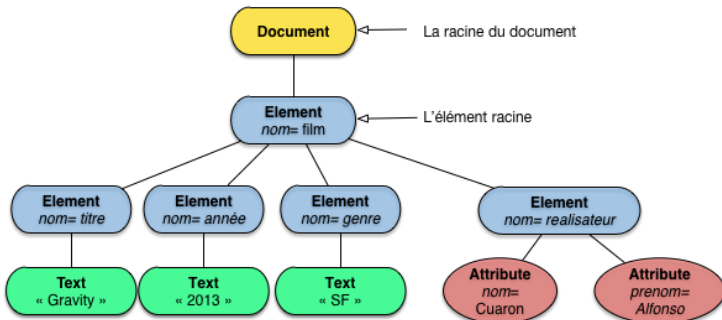 Document
La racine du document
Element
nom= film
L'élément racine
Element
nom= titre
Element
nom= année
Element
nom= genre
Element
nom= realisateur
Text
« Gravity »
Text
« 2013 »
Text
« SF »
Attribute
nom=
Cuaron
Attribute
prenom=
Alfonso